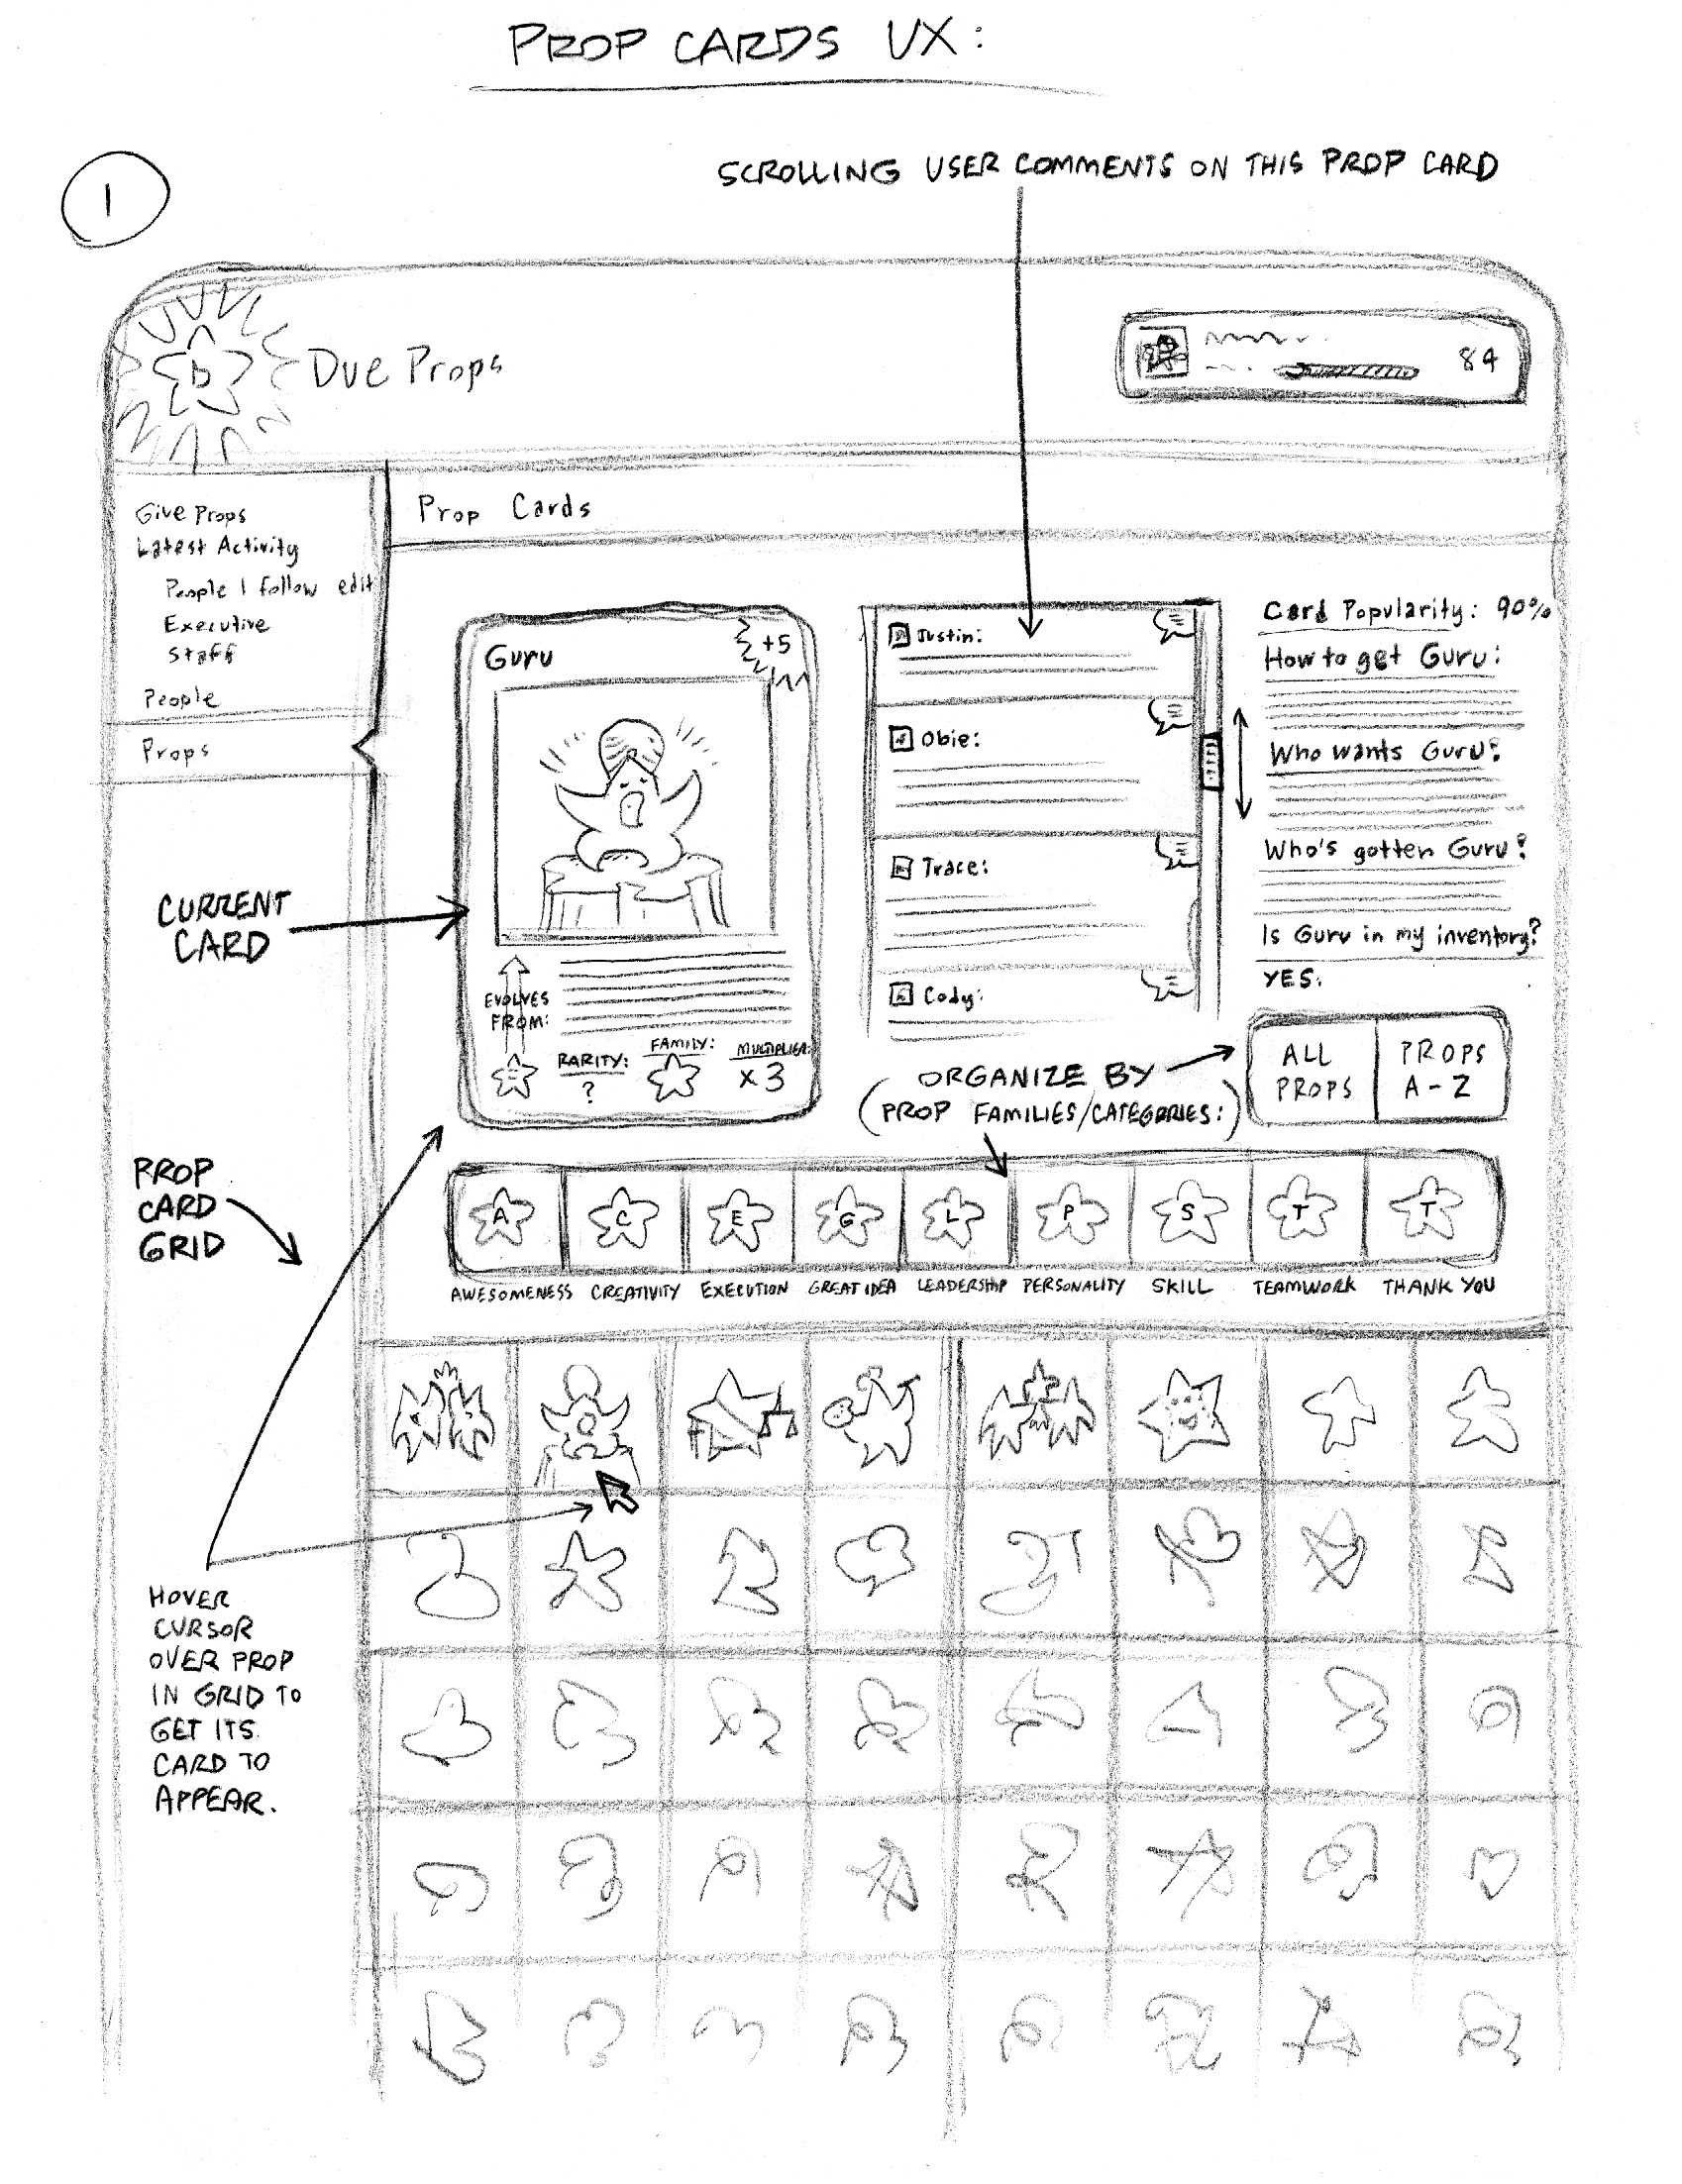 PROP CARDS UX:
1
SCROLLING USER COMMENTS ON THIS PROP CARD
b
Due Props
84
Give Props
Latest Activity
People I follow edit
Executive
Staff
People
Props
Prop Cards
Guru
+5
EVOLVES
FROM:
RARITY:
?
FAMILY:
MULTIPLIER:
x 3
Justin:
Obie:
Trace:
Cody:
Card Popularity: 90%
How to get Guru:
Who wants Guru?
Who's gotten Guru?
Is Guru in my inventory?
YES.
CURRENT
CARD
ORGANIZE BY
(PROP FAMILIES/CATEGORIES:)
ALL
PROPS
PROPS
A-Z
PROP
CARD
GRID
A C E G L P S T T
AWESOMENESS CREATIVITY EXECUTION GREAT IDEA LEADERSHIP PERSONALITY SKILL TEAMWORK THANK YOU
HOVER
CURSOR
OVER PROP
IN GRID TO
GET ITS
CARD TO
APPEAR.